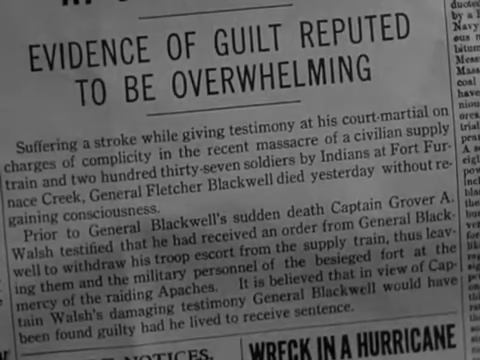 EVIDENCE OF GUILT REPUTED
TO BE OVERWHELMING
Suffering a stroke while giving testimony at his court-martial on
charges of complicity in the recent massacre of a civilian supply
train and two hundred thirty-seven soldiers by Indians at Fort Fur-
nace Creek, General Fletcher Blackwell died yesterday without re-
gaining consciousness.
Prior to General Blackwell's sudden death Captain Grover A.
Walsh testified that he had received an order from General Black-
well to withdraw his troop escort from the supply train, thus leav-
ing them and the military personnel of the besieged fort at the
mercy of the raiding Apaches. It is believed that in view of Cap-
tain Walsh's damaging testimony General Blackwell would have
been found guilty had he lived to receive sentence.
NOTICES.
WRECK IN A HURRICANE
by a
Navy
Mass
coal
have